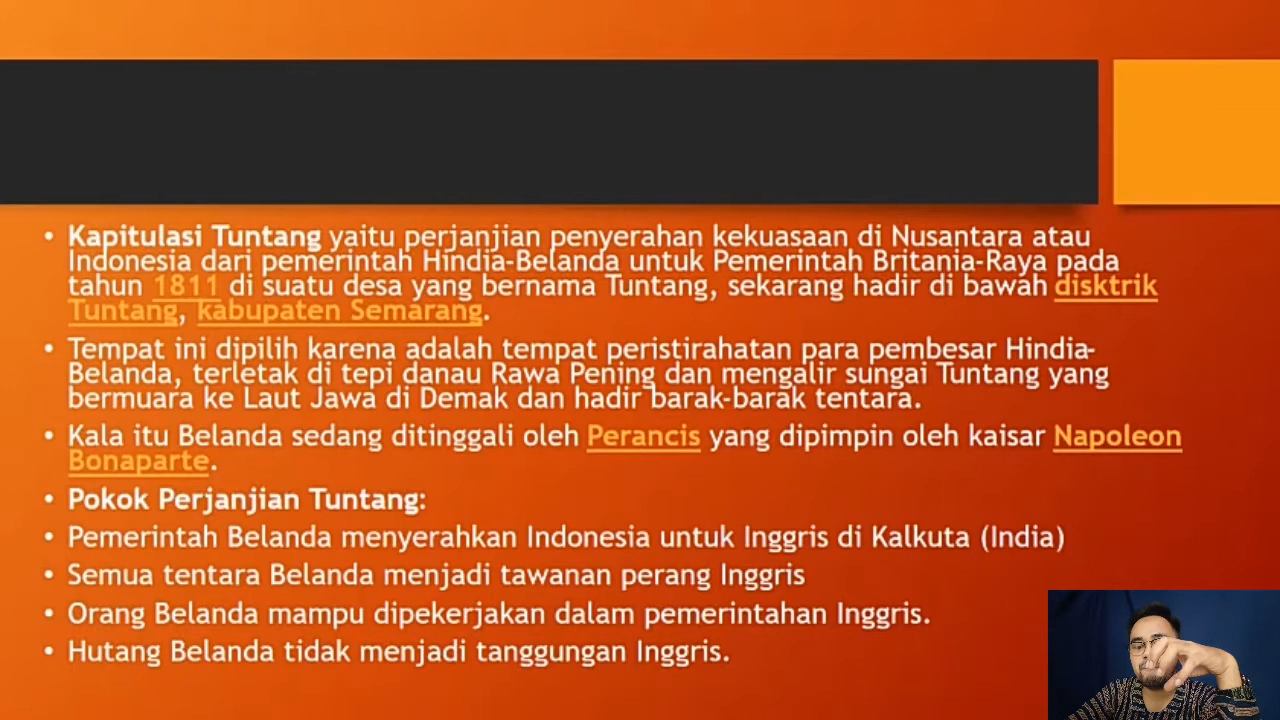 • Kapitulasi Tuntang yaitu perjanjian penyerahan kekuasaan di Nusantara atau
Indonesia dari pemerintah Hindia-Belanda untuk Pemerintah Britania-Raya pada
tahun 1811 di suatu desa yang bernama Tuntang, sekarang hadir di bawah disktrik
Tuntang, kabupaten Semarang.
• Tempat ini dipilih karena adalah tempat peristirahatan para pembesar Hindia-
Belanda, terletak di tepi danau Rawa Pening dan mengalir sungai Tuntang yang
bermuara ke Laut Jawa di Demak dan hadir barak-barak tentara.
• Kala itu Belanda sedang ditinggali oleh Perancis yang dipimpin oleh kaisar Napoleon
Bonaparte.
• Pokok Perjanjian Tuntang:
• Pemerintah Belanda menyerahkan Indonesia untuk Inggris di Kalkuta (India)
• Semua tentara Belanda menjadi tawanan perang Inggris
• Orang Belanda mampu dipekerjakan dalam pemerintahan Inggris.
• Hutang Belanda tidak menjadi tanggungan Inggris.